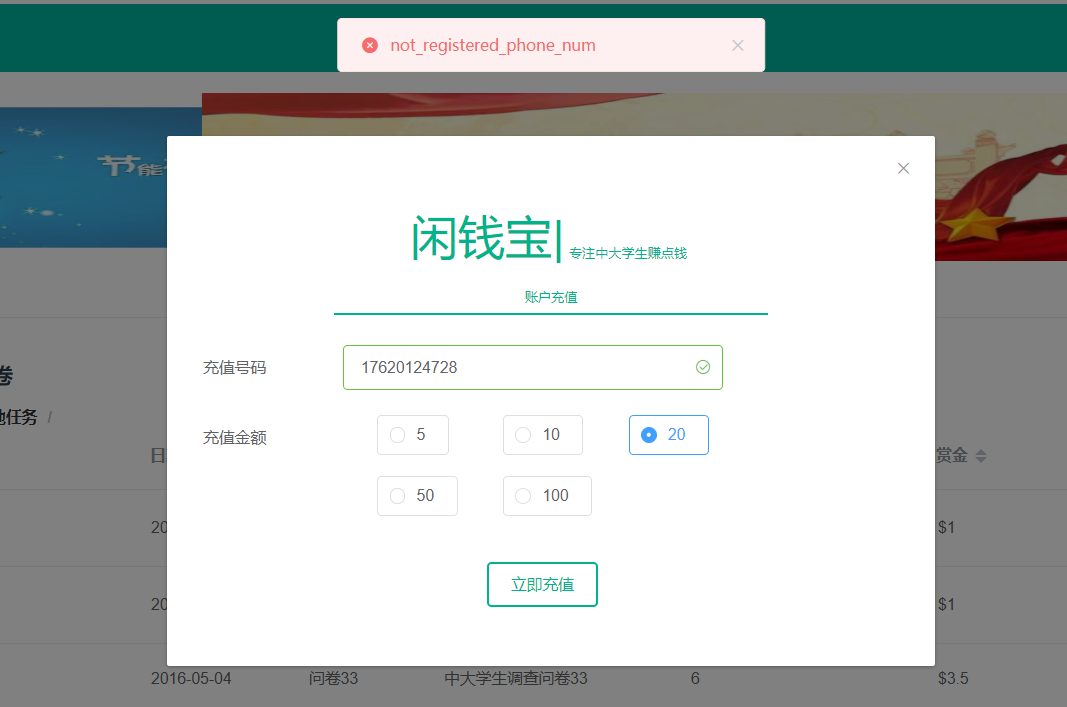 not_registered_phone_num
节能
闲钱宝| 专注中大学生赚点钱
账户充值
卷
充值号码 17620124728
地任务 /
充值金额 5 10 20
日 赏金
50 100
20 $1
立即充值
20 $1
2016-05-04 问卷33 中大学生调查问卷33 6 $3.5